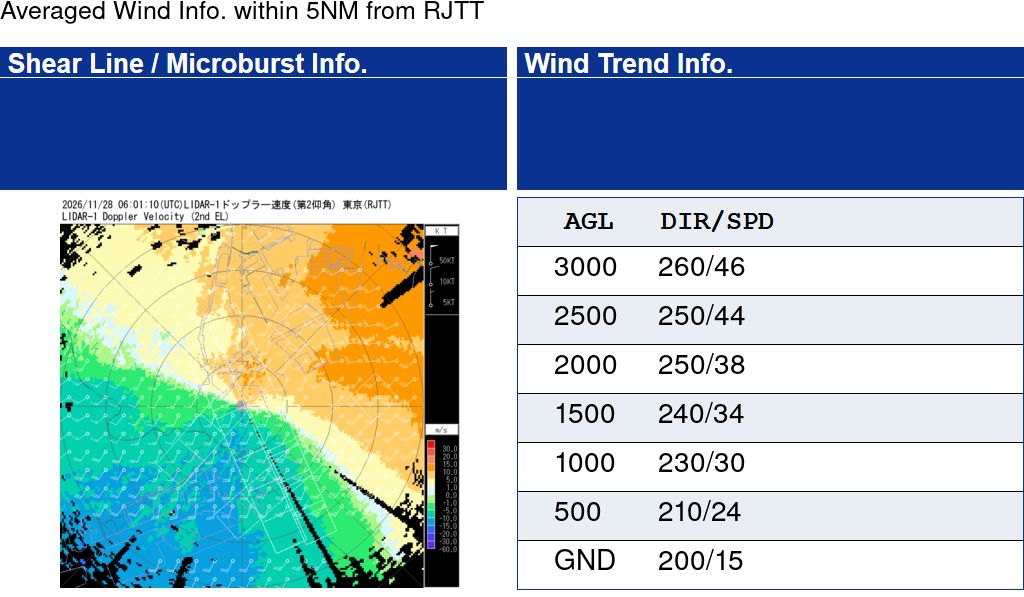 Averaged Wind Info. within 5NM from RJTT
Shear Line / Microburst Info.
Wind Trend Info.
2026/11/28 06:01:10(UTC)LIDAR-1ドップラー速度(第2仰角) 東京(RJTT)
LIDAR-1 Doppler Velocity (2nd EL)
KT
50KT
10KT
5KT
m/s
30.0
20.0
15.0
10.0
5.0
1.0
0.0
-1.0
-5.0
-10.0
-15.0
-20.0
-30.0
-60.0
AGL DIR/SPD
3000 260/46
2500 250/44
2000 250/38
1500 240/34
1000 230/30
500 210/24
GND 200/15